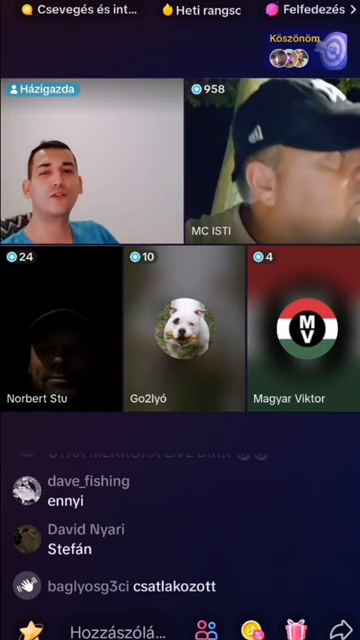 Csevegés és int...
Heti rangsc
Felfedezés
Köszönöm
Házigazda
958
MC ISTI
24
10
4
Norbert Stu
Go2lyó
MV
Magyar Viktor
dave_fishing
ennyi
David Nyari
Stefán
baglyosg3ci csatlakozott
Hozzászólá...